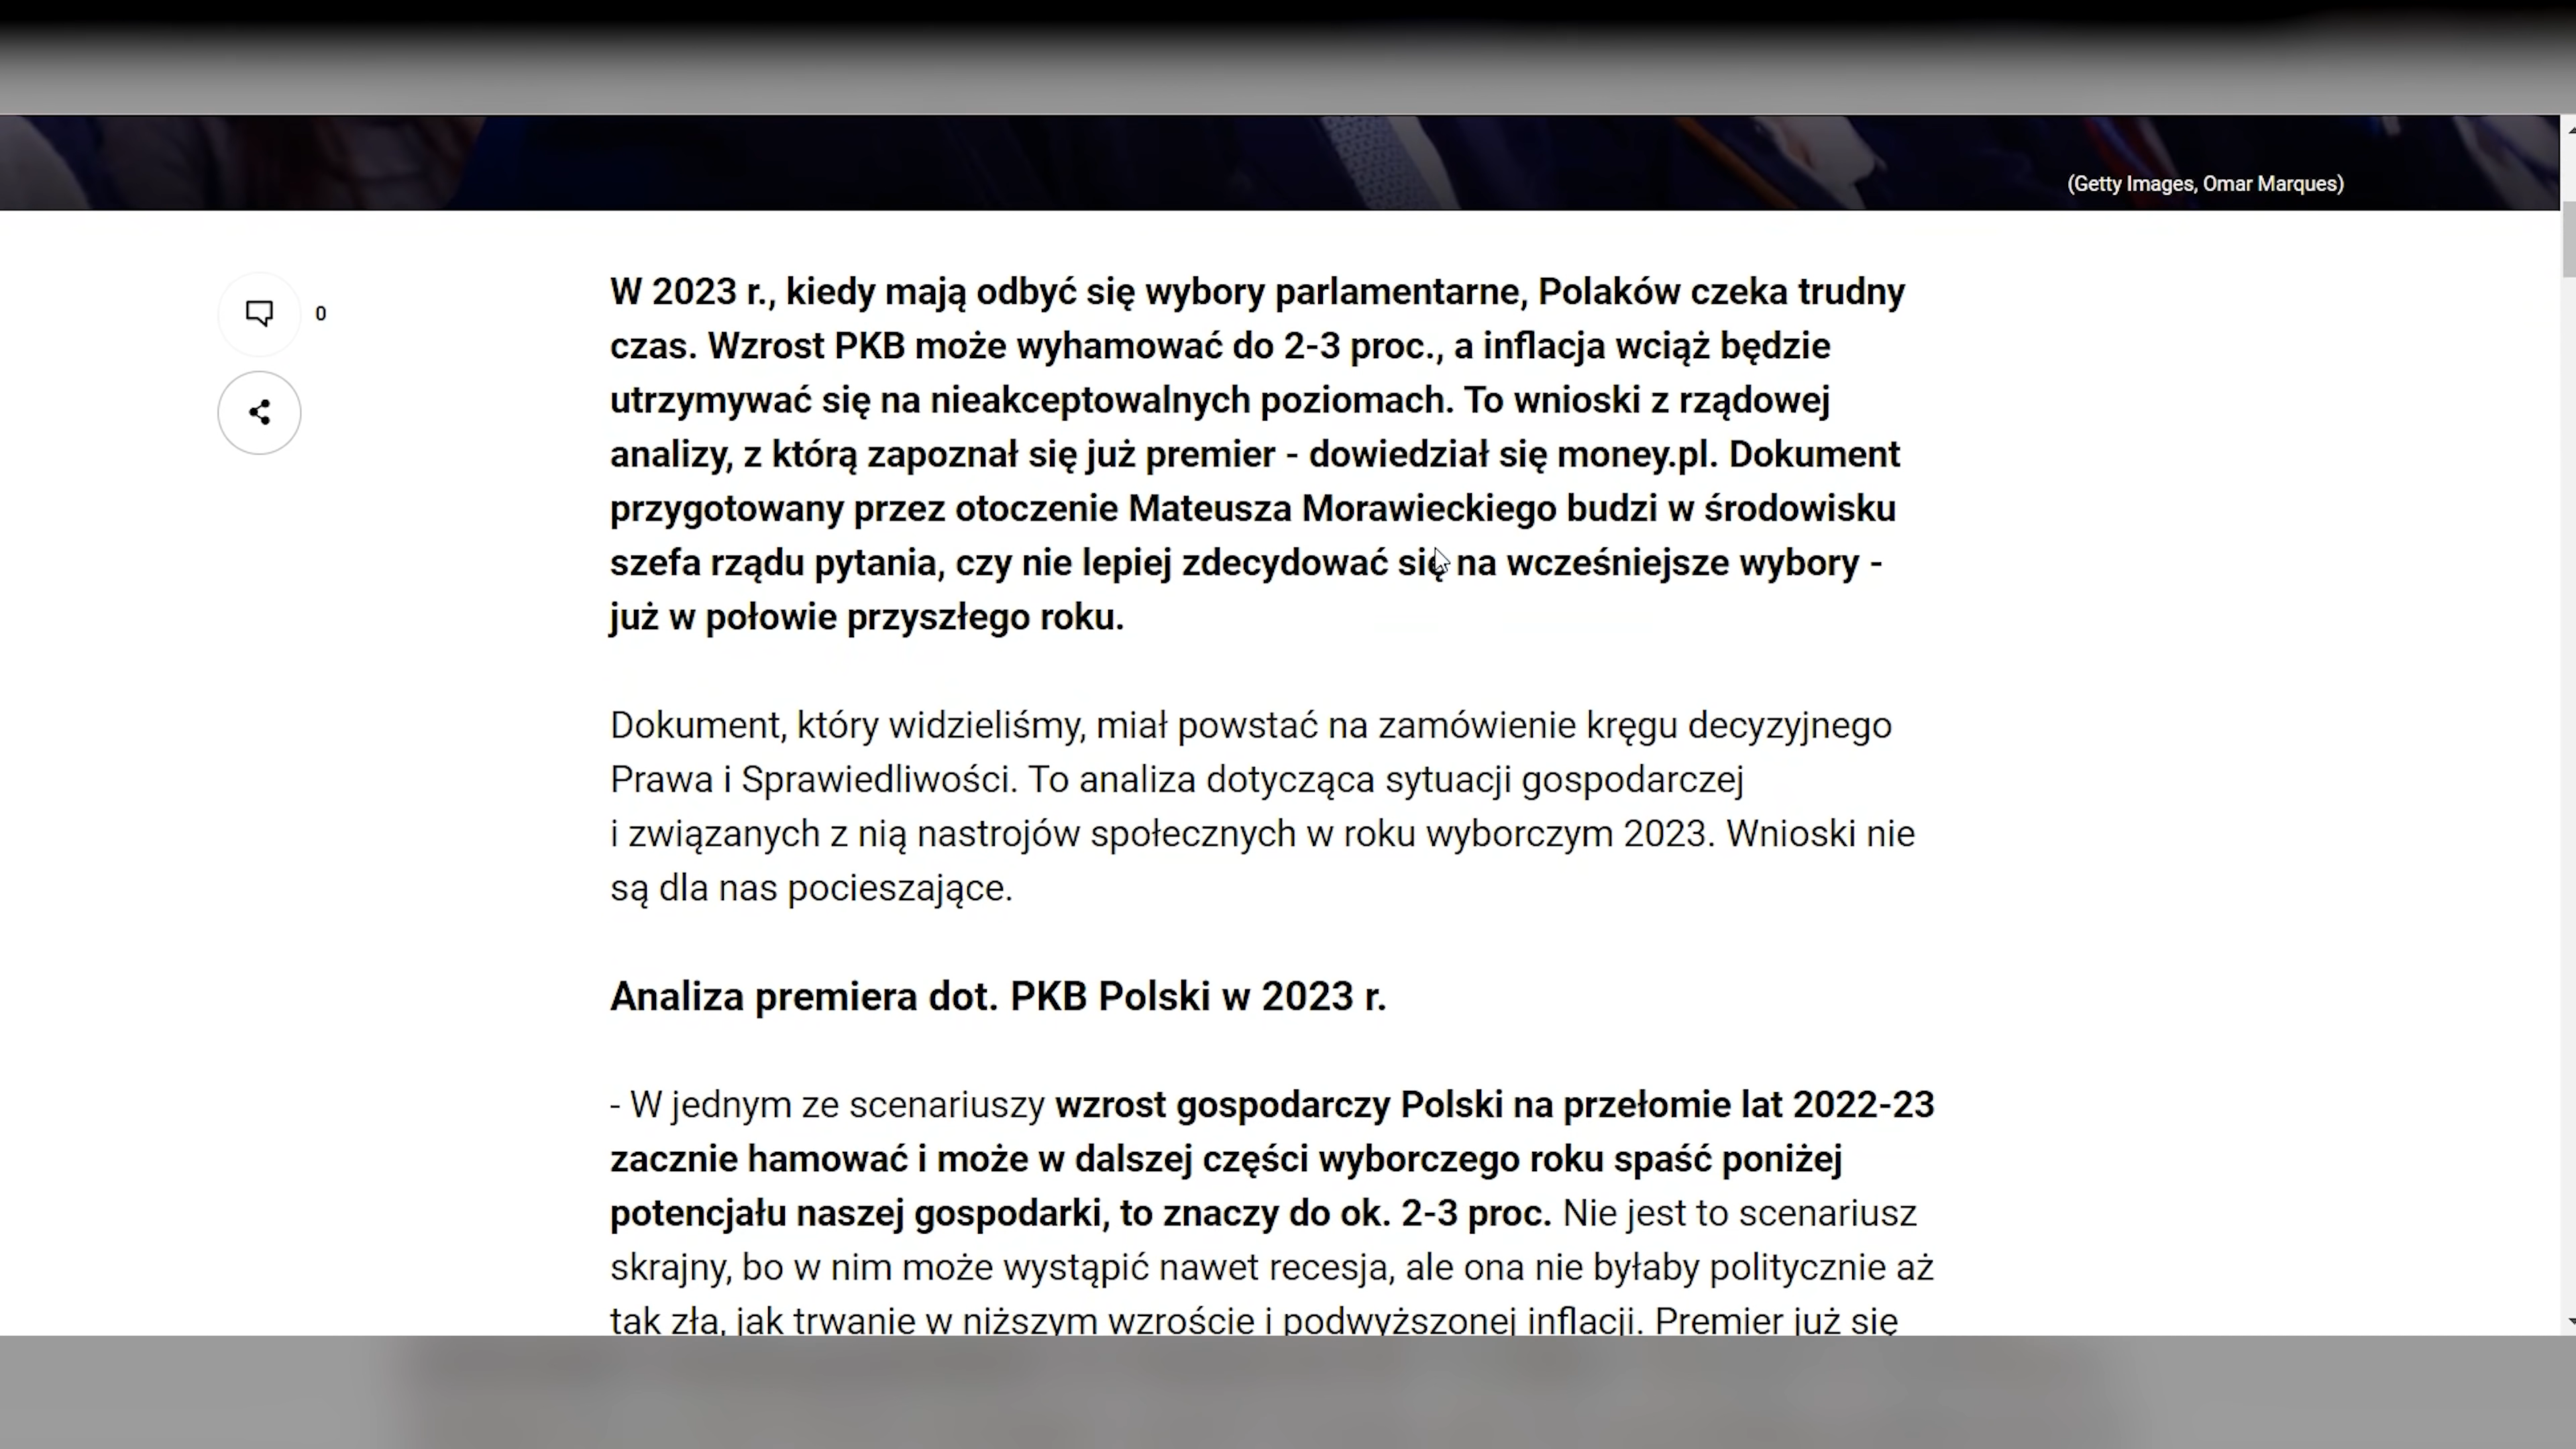 (Getty Images, Omar Marques)
0
W 2023 r., kiedy mają odbyć się wybory parlamentarne, Polaków czeka trudny
czas. Wzrost PKB może wyhamować do 2-3 proc., a inflacja wciąż będzie
utrzymywać się na nieakceptowalnych poziomach. To wnioski z rządowej
analizy, z którą zapoznał się już premier - dowiedział się money.pl. Dokument
przygotowany przez otoczenie Mateusza Morawieckiego budzi w środowisku
szefa rządu pytania, czy nie lepiej zdecydować się na wcześniejsze wybory -
już w połowie przyszłego roku.
Dokument, który widzieliśmy, miał powstać na zamówienie kręgu decyzyjnego
Prawa i Sprawiedliwości. To analiza dotycząca sytuacji gospodarczej
i związanych z nią nastrojów społecznych w roku wyborczym 2023. Wnioski nie
są dla nas pocieszające.
Analiza premiera dot. PKB Polski w 2023 r.
- W jednym ze scenariuszy wzrost gospodarczy Polski na przełomie lat 2022-23
zacznie hamować i może w dalszej części wyborczego roku spaść poniżej
potencjału naszej gospodarki, to znaczy do ok. 2-3 proc. Nie jest to scenariusz
skrajny, bo w nim może wystąpić nawet recesja, ale ona nie byłaby politycznie aż
tak zła, jak trwanie w niższym wzroście i podwyższonej inflacji. Premier już się